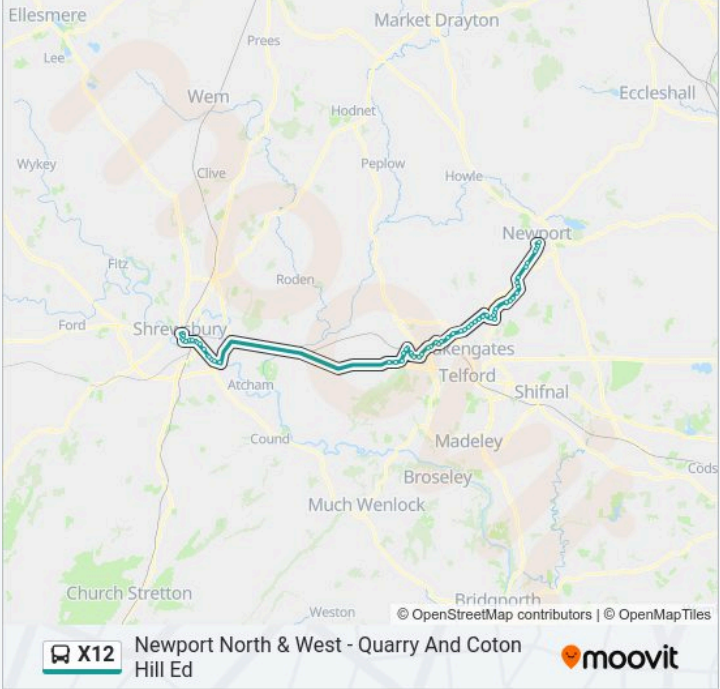 Ellesmere
Market Drayton
Prees
Lee
Wem
Eccleshall
Hodnet
Wykey
Peplow
Clive
Howle
Newport
Fitz
Roden
Ford
Shrewsbury
akengates
Telford
Atcham
Shifnal
Cound
Madeley
Cods
Broseley
Much Wenlock
Church Stretton
Bridgnorth
Weston
© OpenStreetMap contributors | © OpenMapTiles
X12
Newport North & West - Quarry And Coton
Hill Ed
moovit